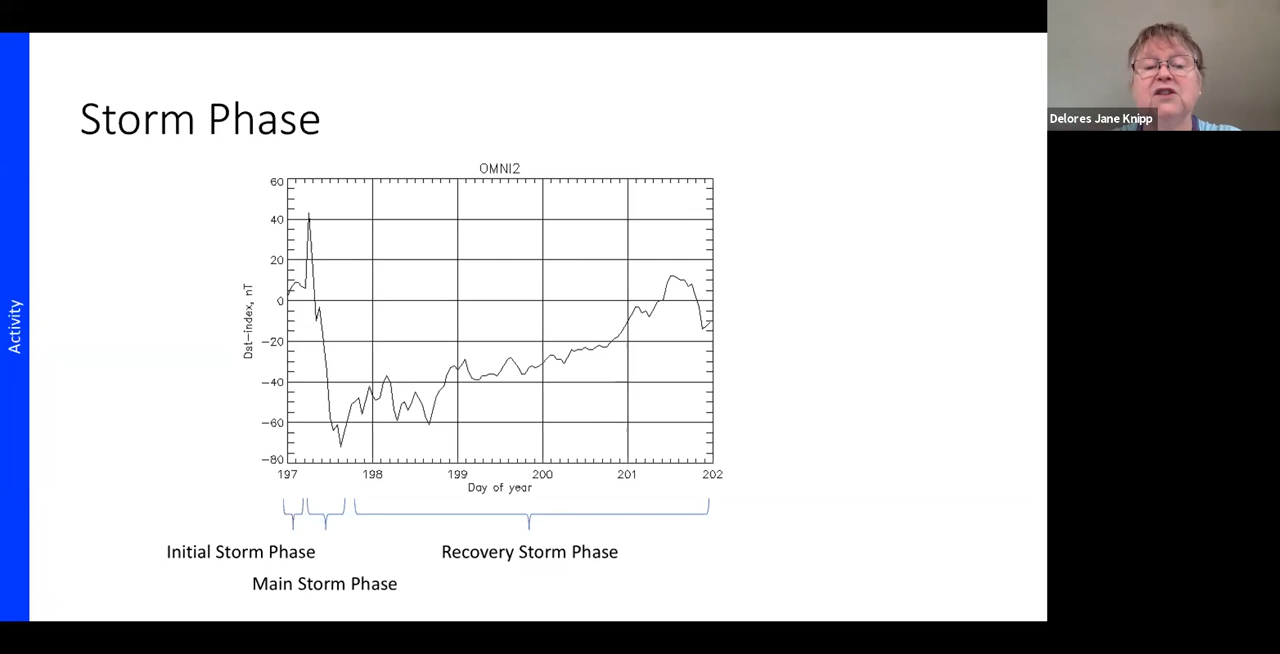 Activity
Storm Phase
OMNI2
60
40
20
0
−20
−40
−60
−80
Dst−index, nT
197 198 199 200 201 202
Day of year
Initial Storm Phase
Main Storm Phase
Recovery Storm Phase
Delores Jane Knipp